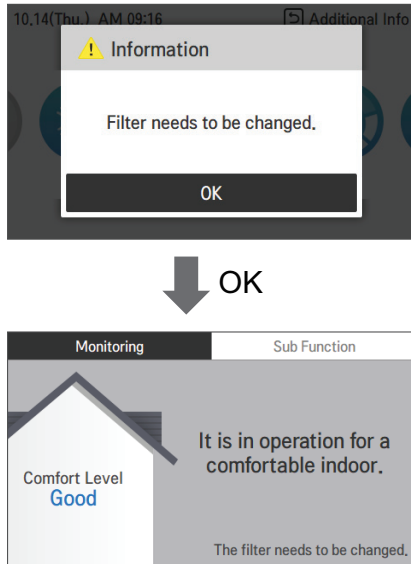 10.14(Thu.) AM 09:16 Additional Info
Information
Filter needs to be changed.
OK
OK
Monitoring Sub Function
It is in operation for a
comfortable indoor.
Comfort Level
Good
The filter needs to be changed.